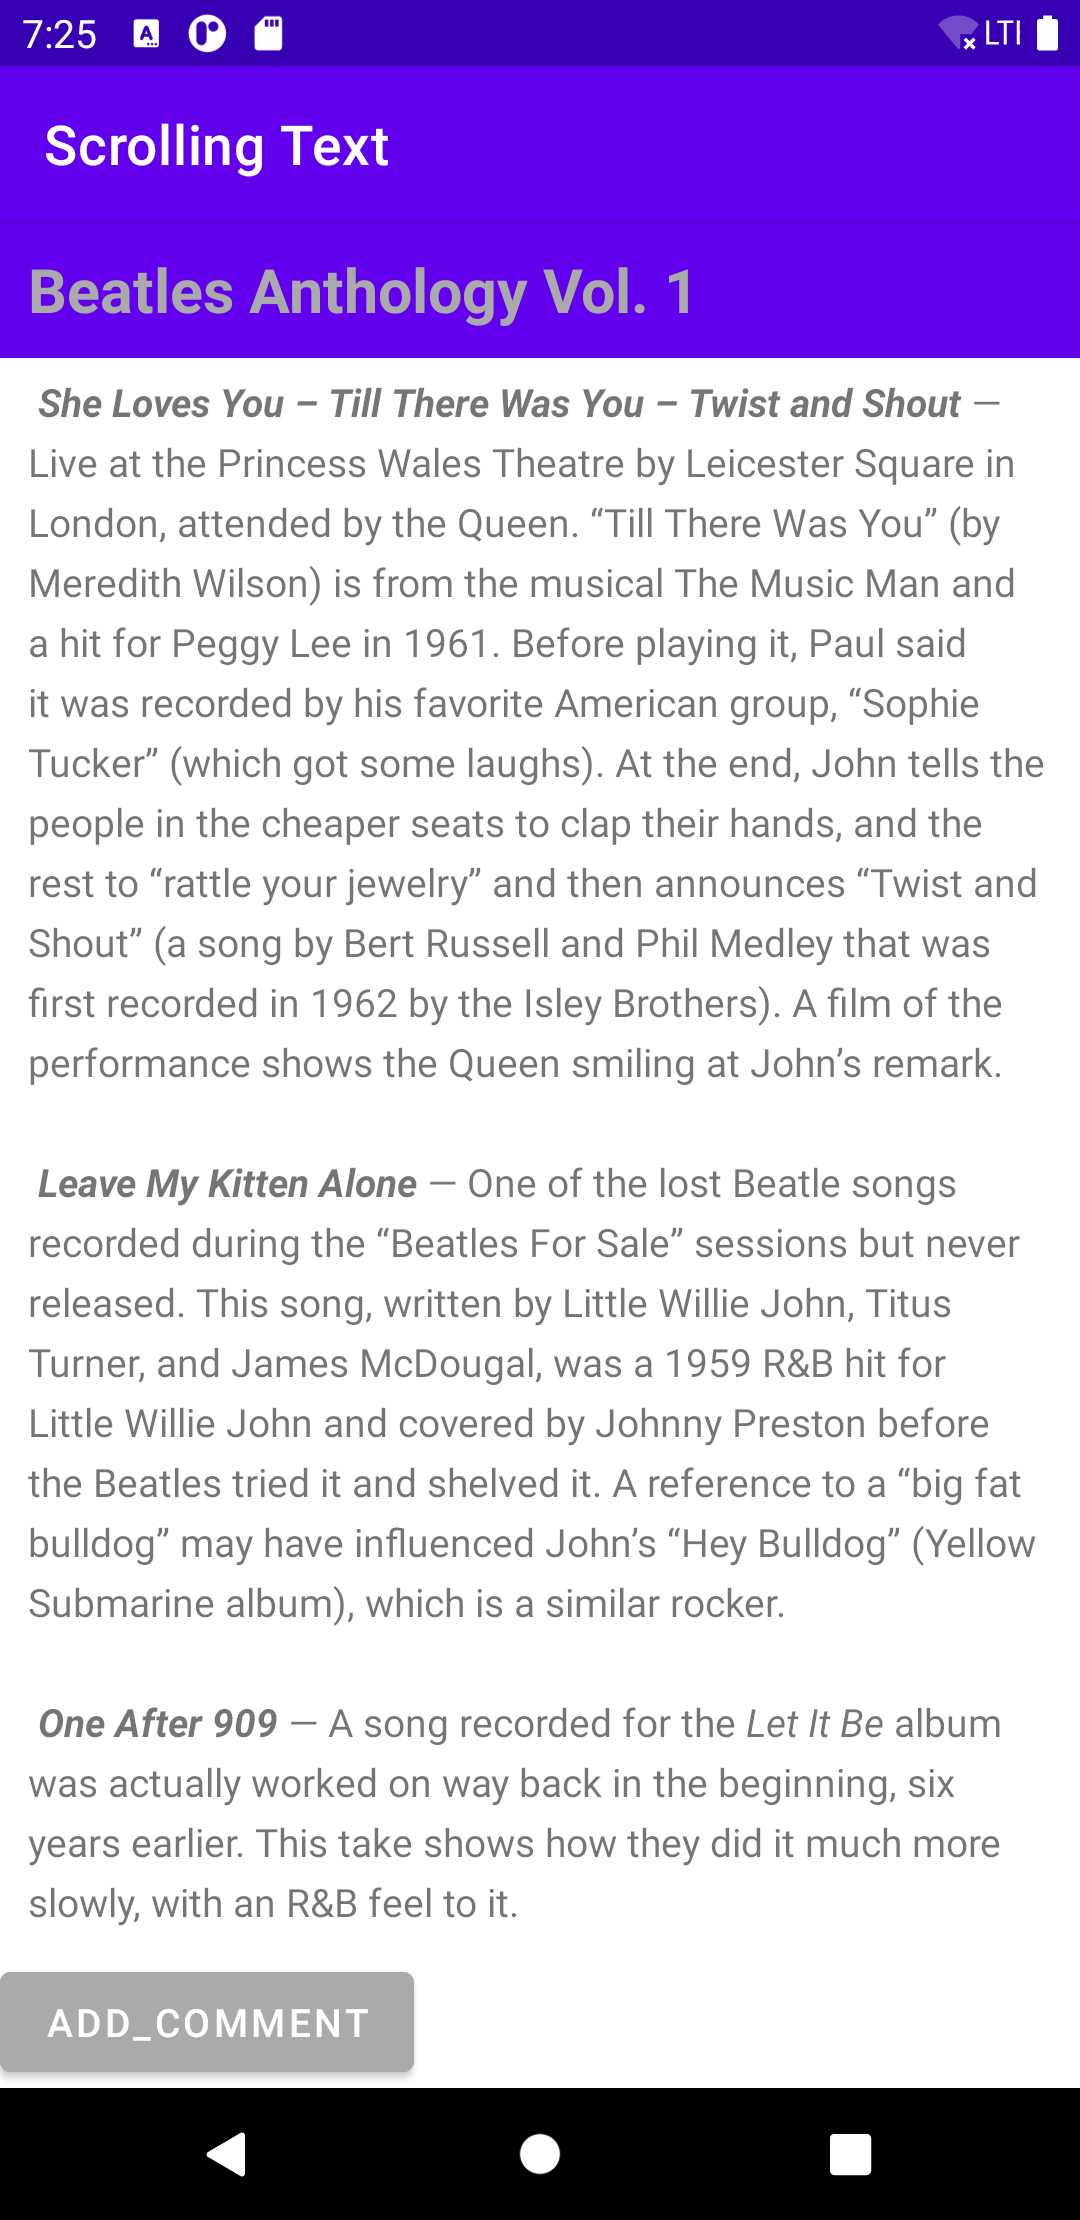 7:25
LTE
Scrolling Text
Beatles Anthology Vol. 1
She Loves You – Till There Was You – Twist and Shout —
Live at the Princess Wales Theatre by Leicester Square in
London, attended by the Queen. “Till There Was You” (by
Meredith Wilson) is from the musical The Music Man and
a hit for Peggy Lee in 1961. Before playing it, Paul said
it was recorded by his favorite American group, “Sophie
Tucker” (which got some laughs). At the end, John tells the
people in the cheaper seats to clap their hands, and the
rest to “rattle your jewelry” and then announces “Twist and
Shout” (a song by Bert Russell and Phil Medley that was
first recorded in 1962 by the Isley Brothers). A film of the
performance shows the Queen smiling at John’s remark.
Leave My Kitten Alone — One of the lost Beatle songs
recorded during the “Beatles For Sale” sessions but never
released. This song, written by Little Willie John, Titus
Turner, and James McDougal, was a 1959 R&B hit for
Little Willie John and covered by Johnny Preston before
the Beatles tried it and shelved it. A reference to a “big fat
bulldog” may have influenced John’s “Hey Bulldog” (Yellow
Submarine album), which is a similar rocker.
One After 909 — A song recorded for the Let It Be album
was actually worked on way back in the beginning, six
years earlier. This take shows how they did it much more
slowly, with an R&B feel to it.
ADD_COMMENT